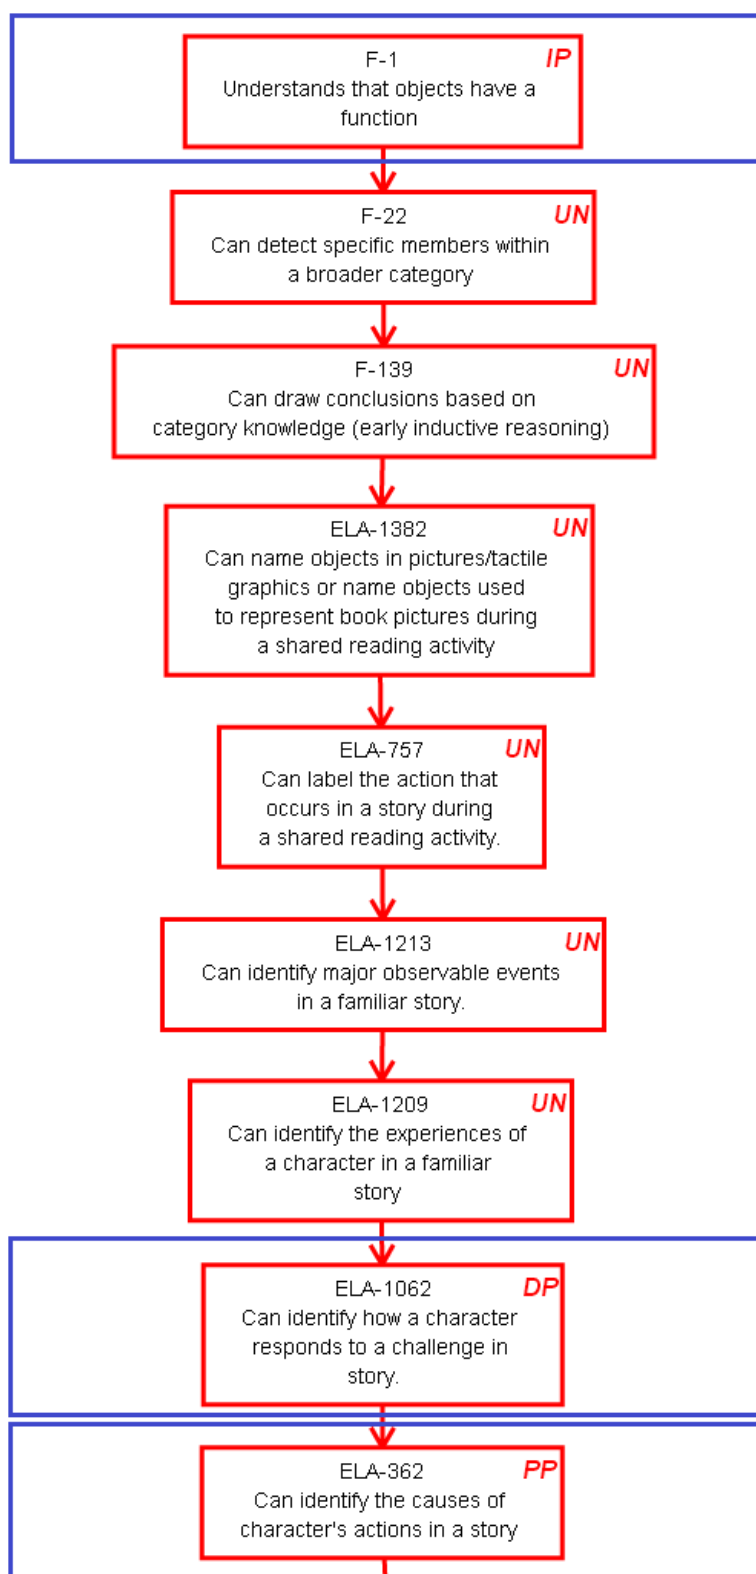 F-1 IP
Understands that objects have a
function
F-22 UN
Can detect specific members within
a broader category
F-139 UN
Can draw conclusions based on
category knowledge (early inductive reasoning)
ELA-1382 UN
Can name objects in pictures/tactile
graphics or name objects used
to represent book pictures during
a shared reading activity
ELA-757 UN
Can label the action that
occurs in a story during
a shared reading activity.
ELA-1213 UN
Can identify major observable events
in a familiar story.
ELA-1209 UN
Can identify the experiences of
a character in a familiar
story
ELA-1062 DP
Can identify how a character
responds to a challenge in
story.
ELA-362 PP
Can identify the causes of
character's actions in a story